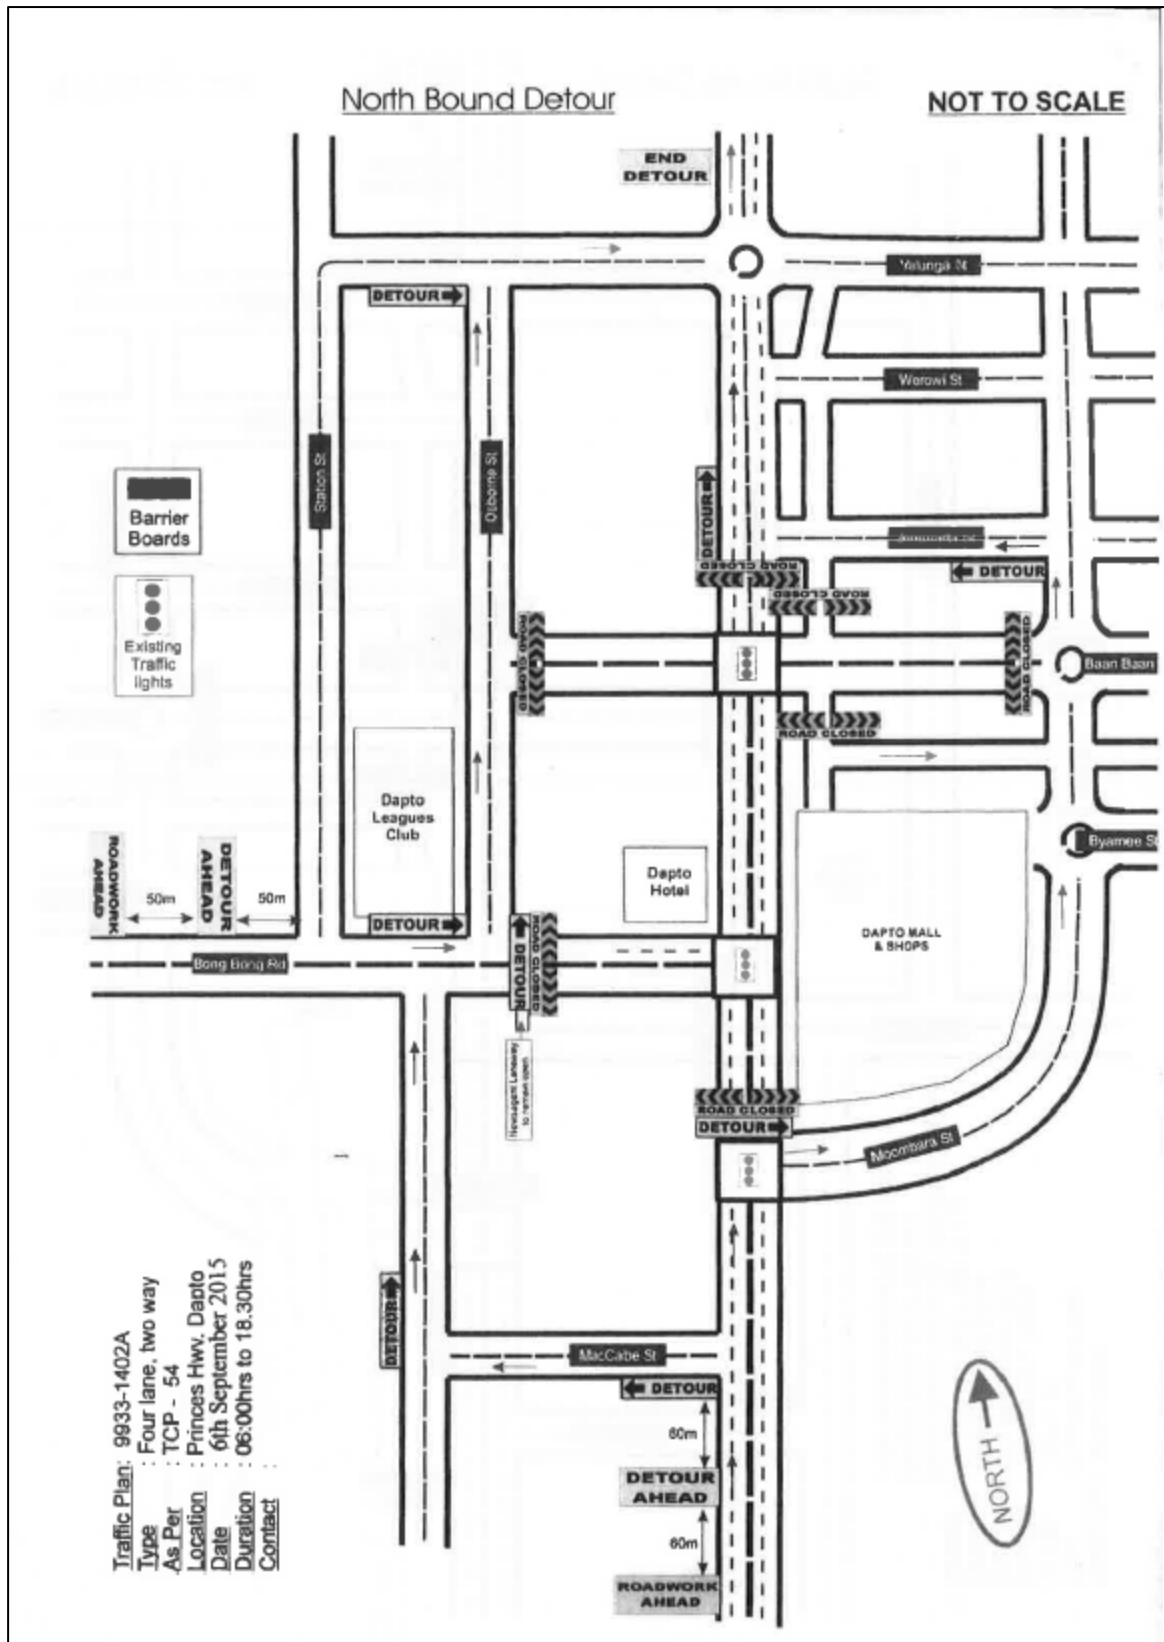 North Bound Detour
NOT TO SCALE
END
DETOUR
Yalunga St
DETOUR
Werowi St
Station St
Osborne St
DETOUR
Barrier
Boards
ROAD CLOSED
ROAD CLOSED
DETOUR
Existing
Traffic
lights
ROAD CLOSED
ROAD CLOSED
Baan Baan
ROAD CLOSED
Dapto
Leagues
Club
Byamee St
ROADWORK
AHEAD
50m
DETOUR
AHEAD
50m
Dapto
Hotel
DETOUR
DETOUR
ROAD CLOSED
DAPTO MALL
& SHOPS
Bong Bong Rd
Newsagent Laneway
to remain open
ROAD CLOSED
DETOUR
Moombara St
DETOUR
MacCabe St
DETOUR
60m
DETOUR
AHEAD
60m
ROADWORK
AHEAD
NORTH
Traffic Plan: 9933-1402A
Type : Four lane, two way
As Per : TCP - 54
Location : Princes Hwy. Dapto
Date : 6th September 2015
Duration : 06:00hrs to 18.30hrs
Contact :